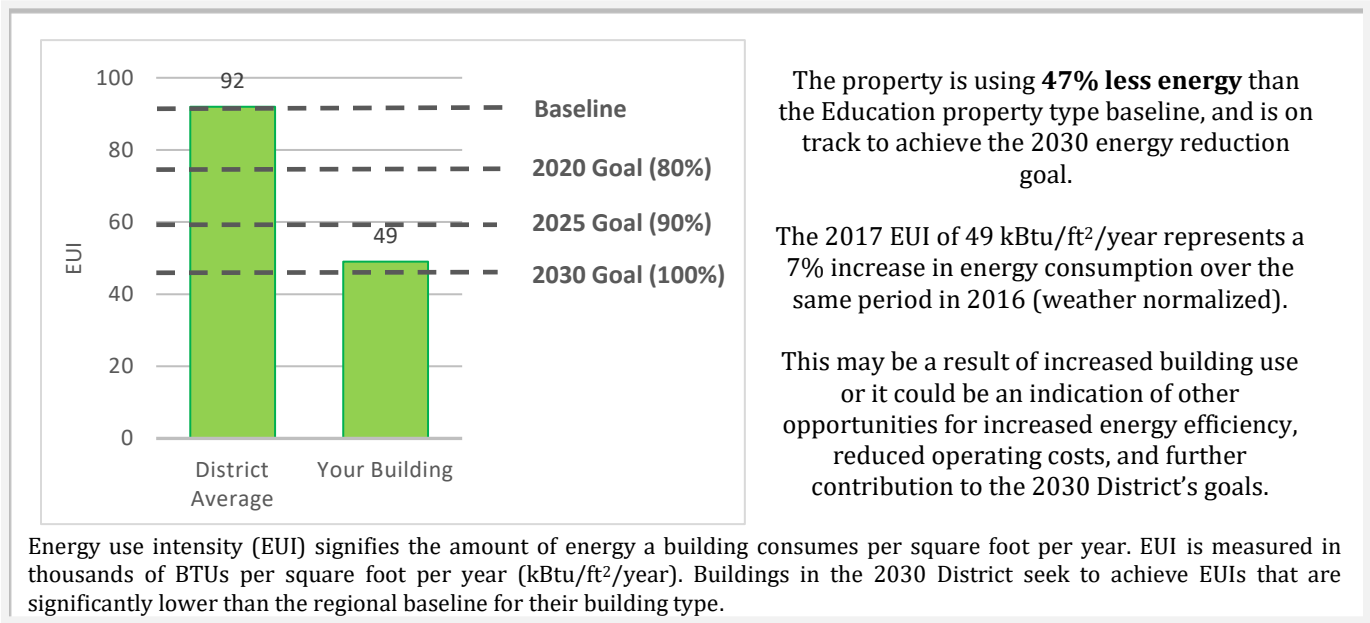 100
80
60
40
20
0
EUI
92
49
District
Average
Your Building
Baseline
2020 Goal (80%)
2025 Goal (90%)
2030 Goal (100%)
The property is using 47% less energy than
the Education property type baseline, and is on
track to achieve the 2030 energy reduction
goal.
The 2017 EUI of 49 kBtu/ft²/year represents a
7% increase in energy consumption over the
same period in 2016 (weather normalized).
This may be a result of increased building use
or it could be an indication of other
opportunities for increased energy efficiency,
reduced operating costs, and further
contribution to the 2030 District’s goals.
Energy use intensity (EUI) signifies the amount of energy a building consumes per square foot per year. EUI is measured in
thousands of BTUs per square foot per year (kBtu/ft²/year). Buildings in the 2030 District seek to achieve EUIs that are
significantly lower than the regional baseline for their building type.